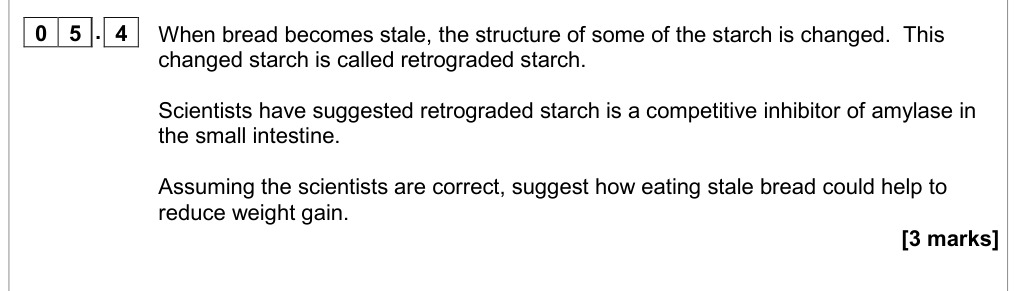 0 5 . 4 When bread becomes stale, the structure of some of the starch is changed. This
changed starch is called retrograded starch.
Scientists have suggested retrograded starch is a competitive inhibitor of amylase in
the small intestine.
Assuming the scientists are correct, suggest how eating stale bread could help to
reduce weight gain.
[3 marks]